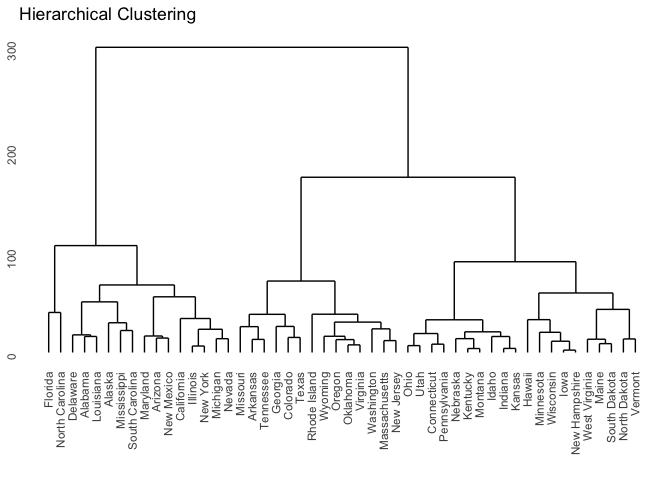 Hierarchical Clustering
300
200
100
0
Florida
North Carolina
Delaware
Alabama
Louisiana
Alaska
Mississippi
South Carolina
Maryland
Arizona
New Mexico
California
Illinois
New York
Michigan
Nevada
Missouri
Arkansas
Tennessee
Georgia
Colorado
Texas
Rhode Island
Wyoming
Oregon
Oklahoma
Virginia
Washington
Massachusetts
New Jersey
Ohio
Utah
Connecticut
Pennsylvania
Nebraska
Kentucky
Montana
Idaho
Indiana
Kansas
Hawaii
Minnesota
Wisconsin
Iowa
New Hampshire
West Virginia
Maine
South Dakota
North Dakota
Vermont